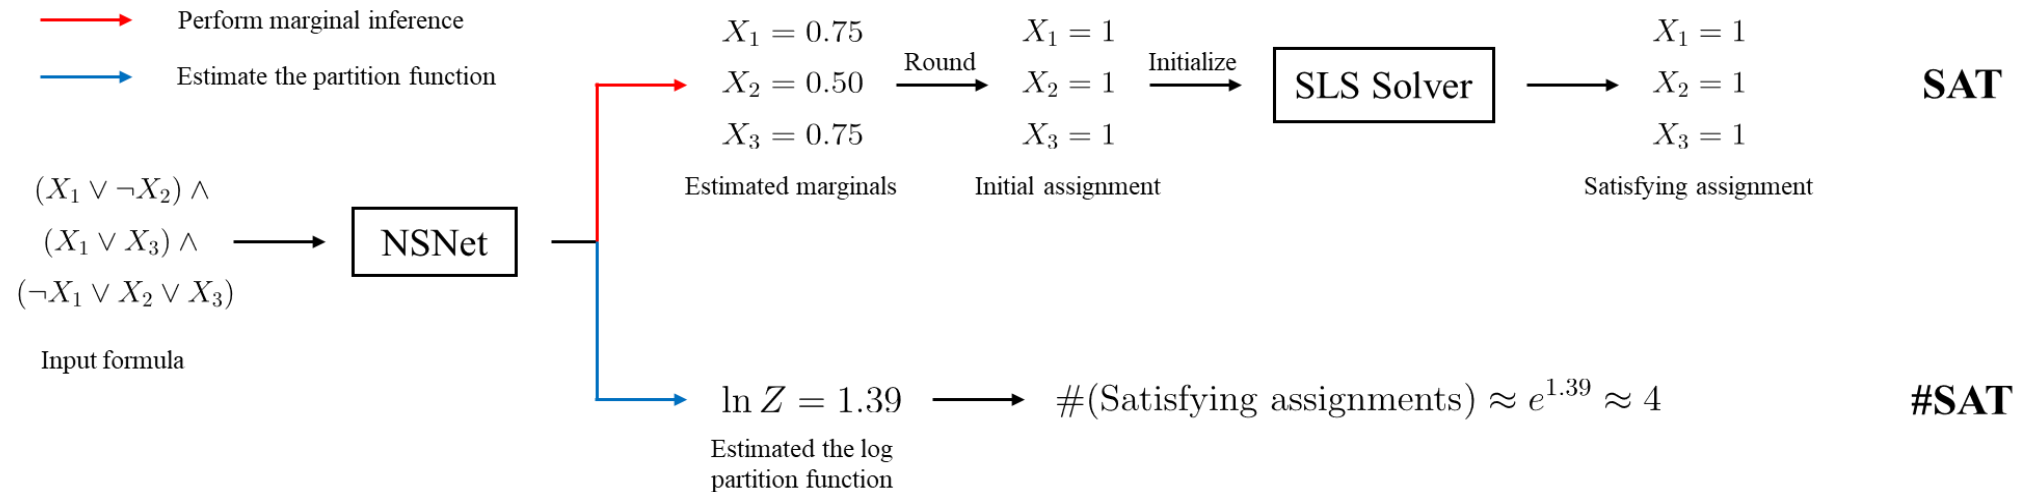 Perform marginal inference
Estimate the partition function
(X₁ ∨ ¬X₂) ∧
(X₁ ∨ X₃) ∧
(¬X₁ ∨ X₂ ∨ X₃)
Input formula
NSNet
X₁ = 0.75
X₂ = 0.50
X₃ = 0.75
Estimated marginals
Round
X₁ = 1
X₂ = 1
X₃ = 1
Initial assignment
Initialize
SLS Solver
X₁ = 1
X₂ = 1
X₃ = 1
Satisfying assignment
SAT
ln Z = 1.39
Estimated the log
partition function
#(Satisfying assignments) ≈ e^{1.39} ≈ 4
#SAT